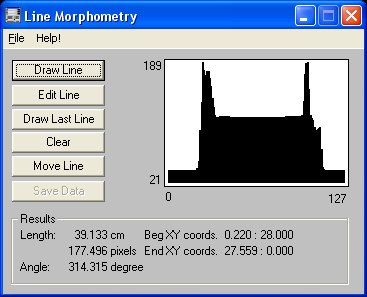 Line Morphometry
File Help!
Draw Line
Edit Line
Draw Last Line
Clear
Move Line
Save Data
189
21
0 127
Results
Length: 39.133 cm Beg XY coords. 0.220 : 28.000
177.496 pixels End XY coords. 27.559 : 0.000
Angle: 314.315 degree